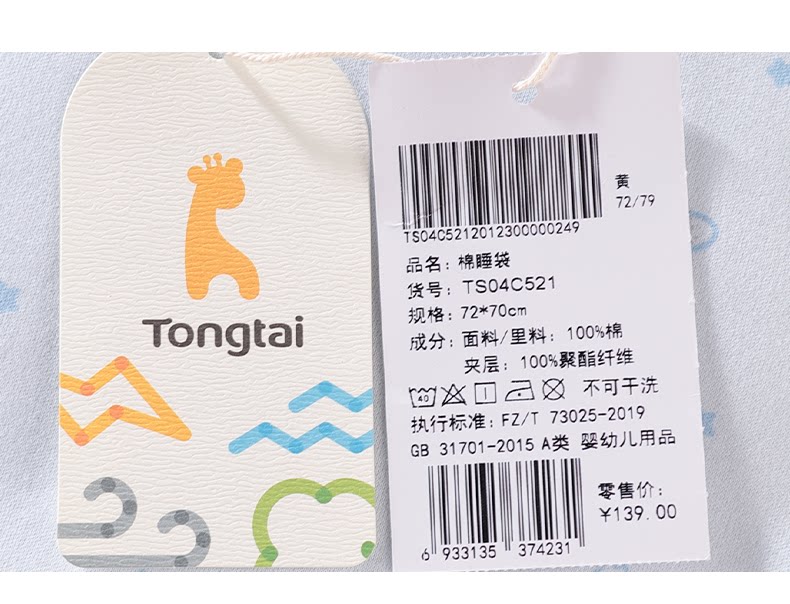 Tongtai
黄
72/79
TS04C5212012300000249
品名: 棉睡袋
货号: TS04C521
规格: 72*70cm
成分: 面料/里料: 100%棉
夹层: 100%聚酯纤维
40 不可干洗
执行标准: FZ/T 73025-2019
GB 31701-2015 A类 婴幼儿用品
零售价:
¥139.00
6 933135 374231